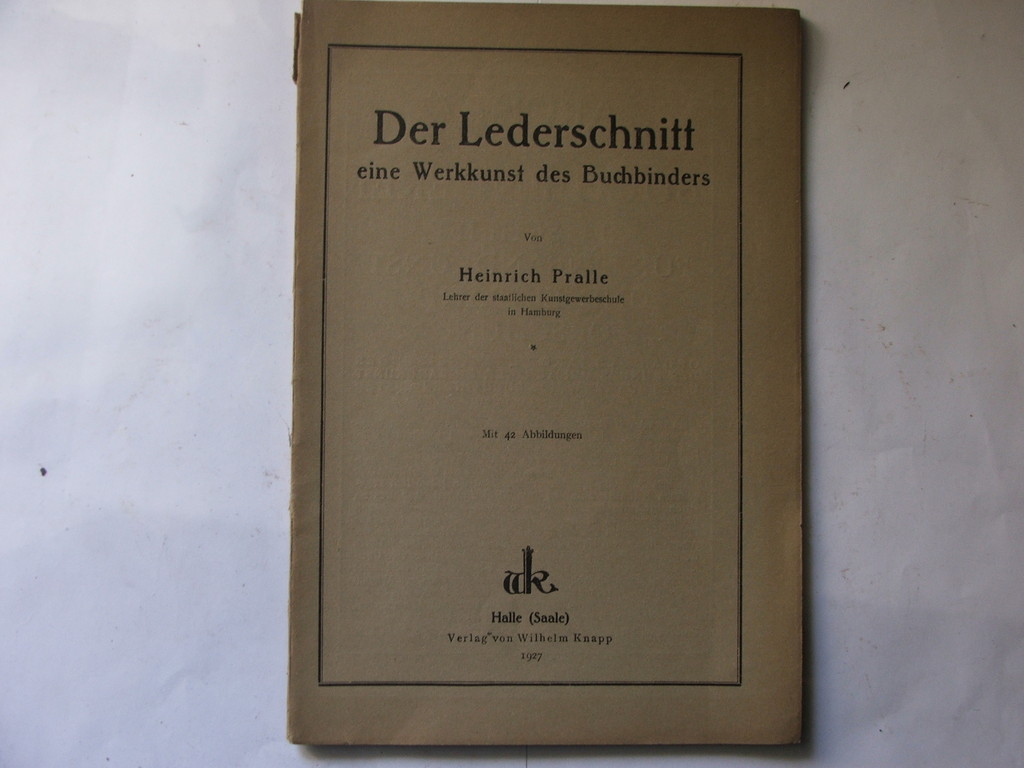 Der Lederschnitt
eine Werkkunst des Buchbinders
Von
Heinrich Pralle
Lehrer der staatlichen Kunstgewerbeschule
in Hamburg
*
Mit 42 Abbildungen
WK
Halle (Saale)
Verlag von Wilhelm Knapp
1927